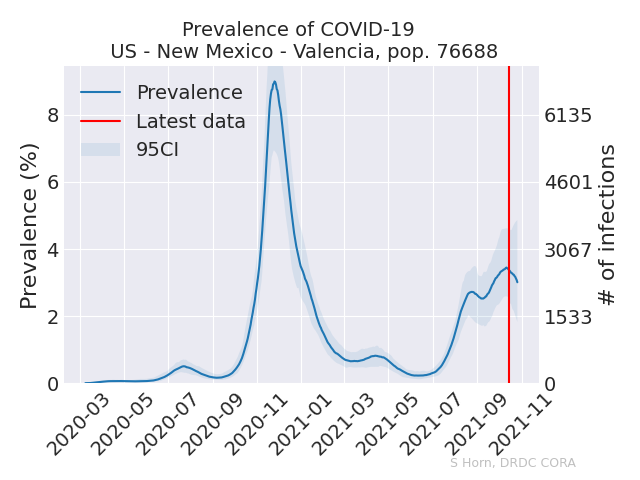 Prevalence of COVID-19
US - New Mexico - Valencia, pop. 76688
Prevalence
Latest data
95CI
Prevalence (%)
8
6
4
2
0
6135
4601
3067
1533
0
# of infections
2020-03
2020-05
2020-07
2020-09
2020-11
2021-01
2021-03
2021-05
2021-07
2021-09
2021-11
S Horn, DRDC CORA